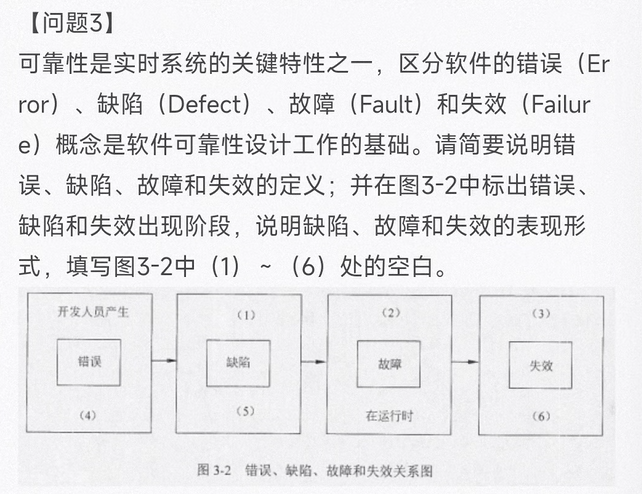 【问题3】
可靠性是实时系统的关键特性之一，区分软件的错误（Er
ror）、缺陷（Defect）、故障（Fault）和失效（Failur
e）概念是软件可靠性设计工作的基础。请简要说明错
误、缺陷、故障和失效的定义；并在图3-2中标出错误、
缺陷和失效出现阶段，说明缺陷、故障和失效的表现形
式，填写图3-2中（1）~（6）处的空白。
开发人员产生
错误
（4）
（1）
缺陷
（5）
（2）
故障
在运行时
（3）
失效
（6）
图 3-2 错误、缺陷、故障和失效关系图